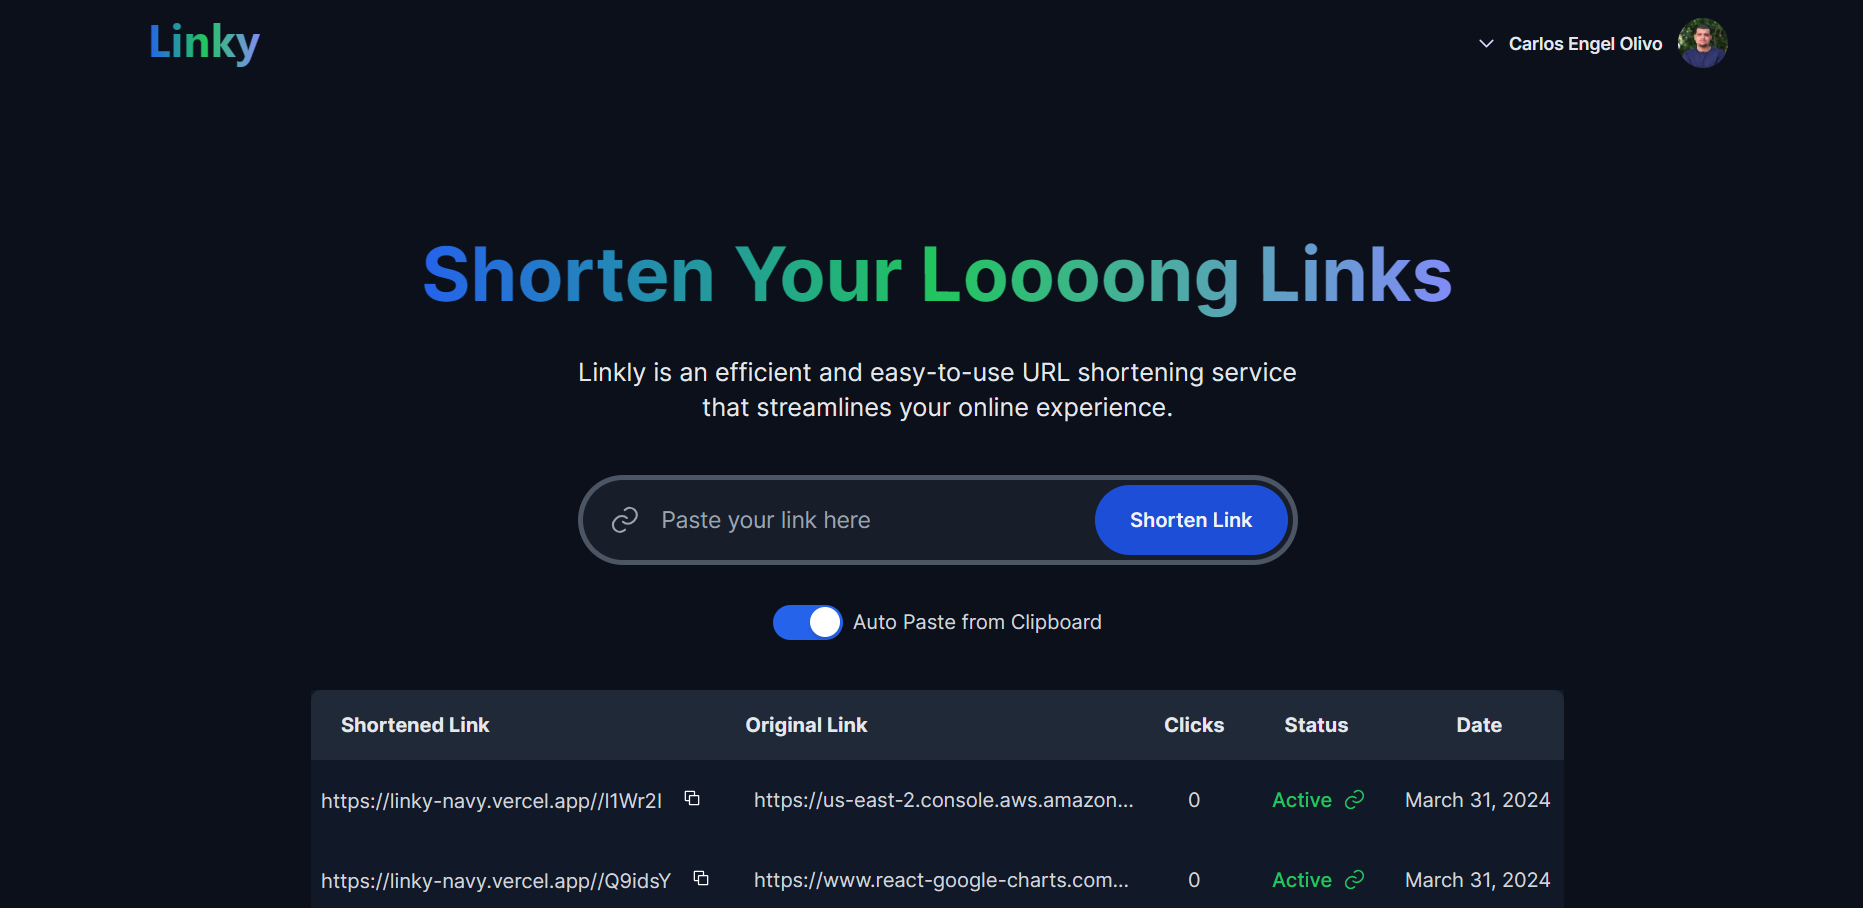 Linky
Carlos Engel Olivo
Shorten Your Loooong Links
Linkly is an efficient and easy-to-use URL shortening service
that streamlines your online experience.
Paste your link here
Shorten Link
Auto Paste from Clipboard
Shortened Link Original Link Clicks Status Date
https://linky-navy.vercel.app//I1Wr2I https://us-east-2.console.aws.amazon... 0 Active March 31, 2024
https://linky-navy.vercel.app//Q9idsY https://www.react-google-charts.com... 0 Active March 31, 2024